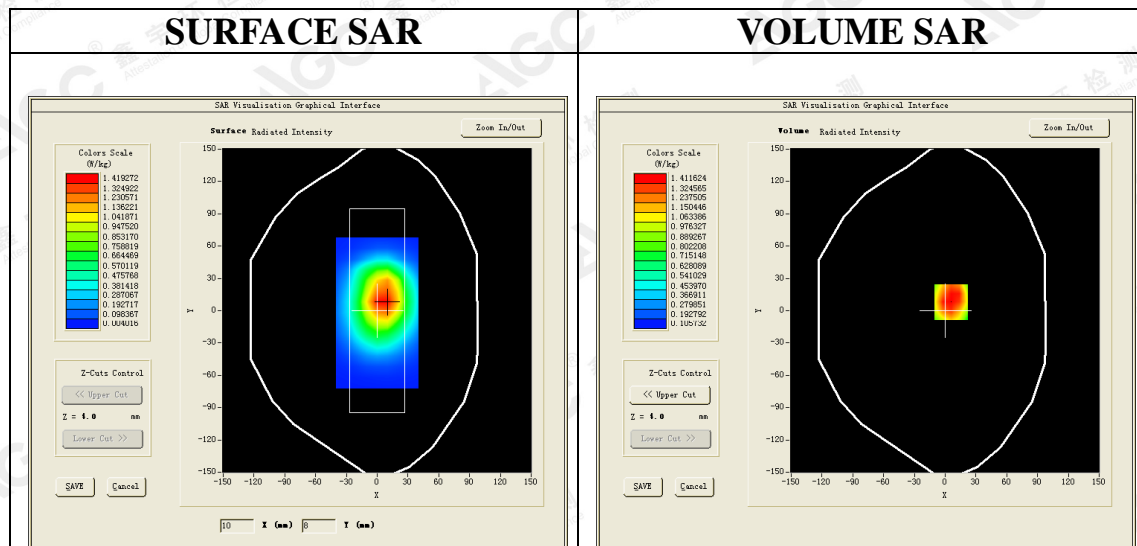 SURFACE SAR
VOLUME SAR
SAR Visualisation Graphical Interface
Surface Radiated Intensity
Zoom In/Out
Colors Scale
(W/kg)
1.419272
1.324922
1.230571
1.136221
1.041871
0.947520
0.853170
0.758819
0.664469
0.570119
0.475768
0.381418
0.287067
0.192717
0.098367
0.004016
150
120
90
60
30
0
-30
-60
-90
-120
-150
Y
-150 -120 -90 -60 -30 0 30 60 90 120 150
X
Z-Cuts Control
<< Upper Cut
Z = 4.0 mm
Lower Cut >>
SAVE Cancel
10 X (mm) 8 Y (mm)
SAR Visualisation Graphical Interface
Volume Radiated Intensity
Zoom In/Out
Colors Scale
(W/kg)
1.411624
1.324565
1.237505
1.150446
1.063386
0.976327
0.889267
0.802208
0.715148
0.628089
0.541029
0.453970
0.366911
0.279851
0.192792
0.105732
150
120
90
60
30
0
-30
-60
-90
-120
-150
Y
-150 -120 -90 -60 -30 0 30 60 90 120 150
X
Z-Cuts Control
<< Upper Cut
Z = 4.0 mm
Lower Cut >>
SAVE Cancel